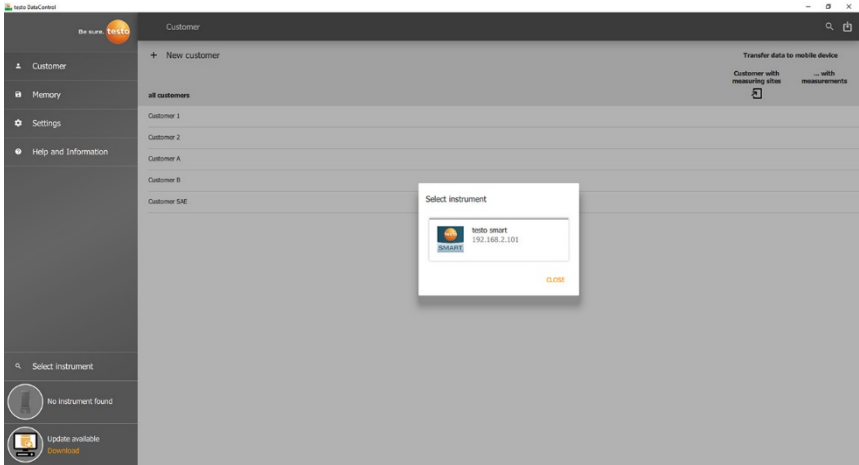 testo DataControl
Be sure. testo
Customer
Customer
Memory
Settings
Help and Information
+ New customer
Transfer data to mobile device
Customer with
measuring sites
... with
measurements
all customers
Customer 1
Customer 2
Customer A
Customer B
Customer SAE
Select instrument
testo smart
192.168.2.101
testo
SMART
CLOSE
Select instrument
No instrument found
Update available
Download